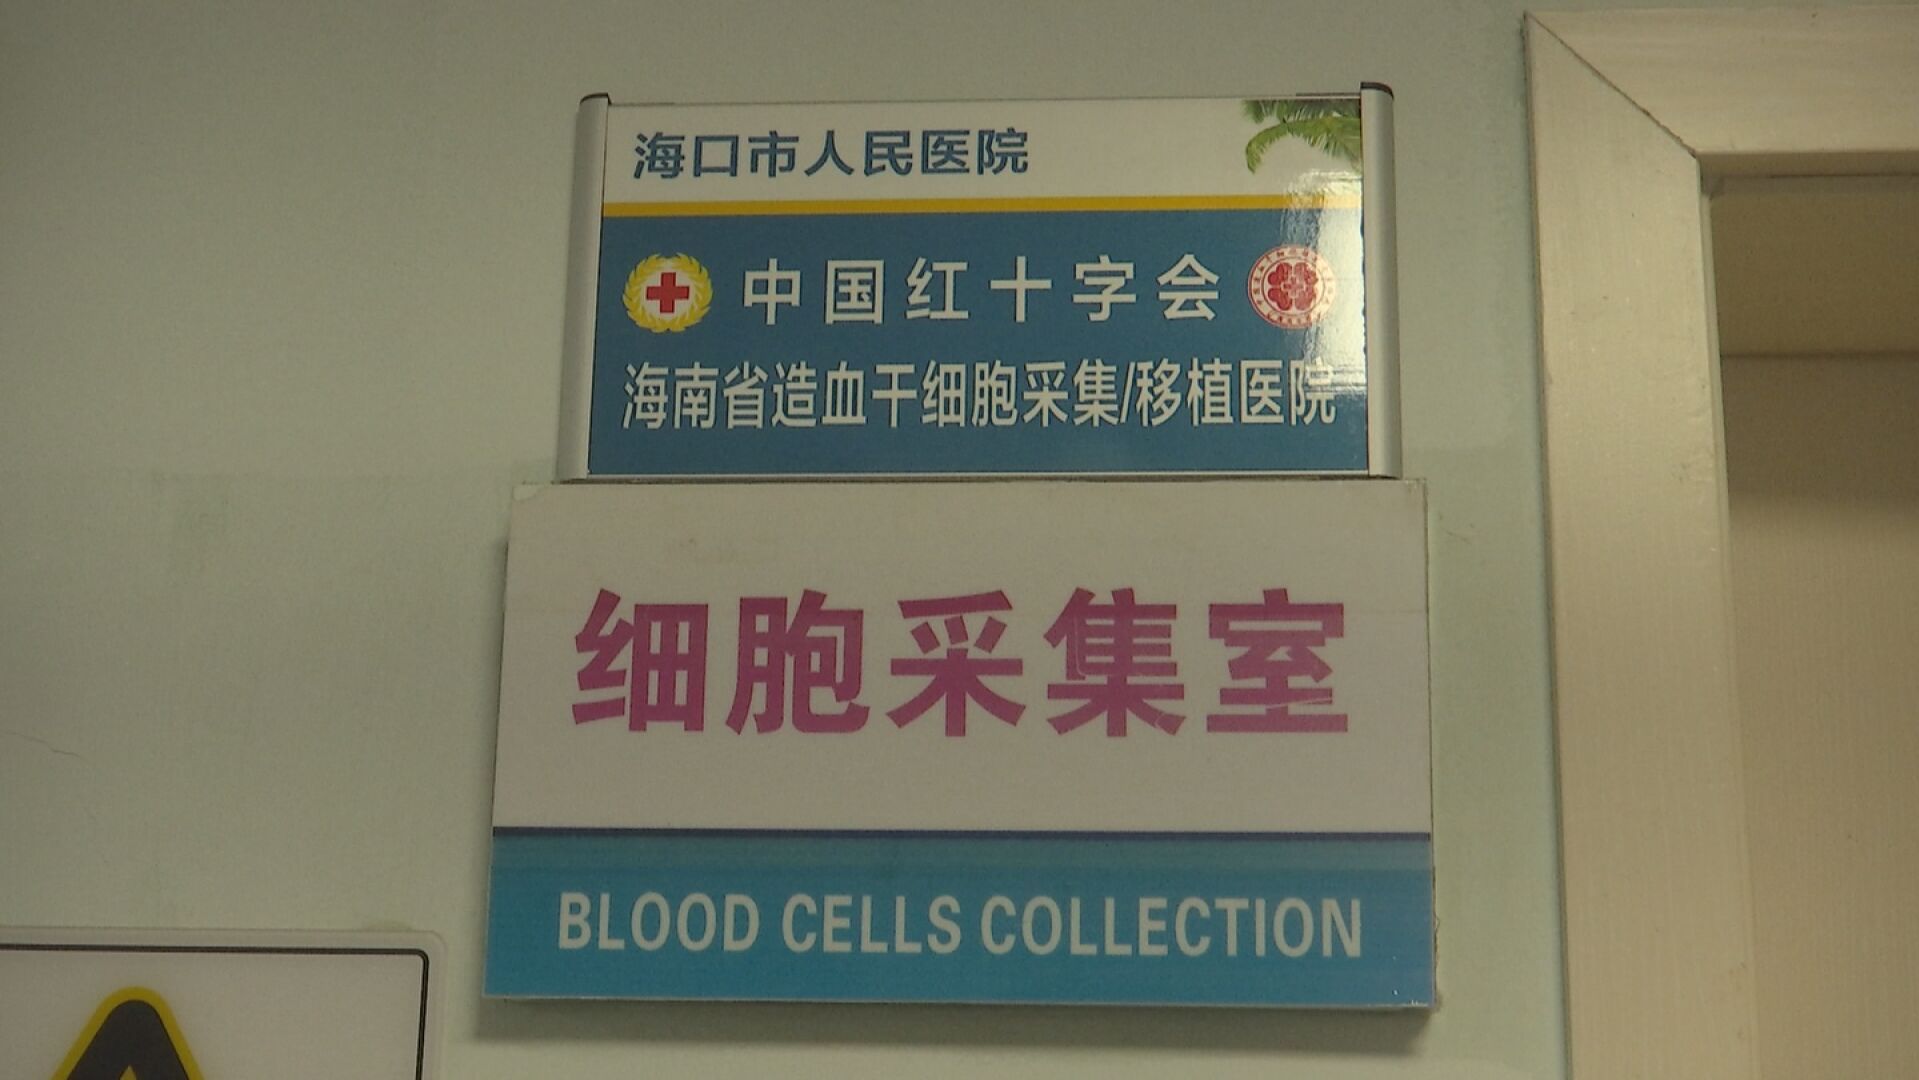 海口市人民医院
中国红十字会
海南省造血干细胞采集/移植医院
细胞采集室
BLOOD CELLS COLLECTION